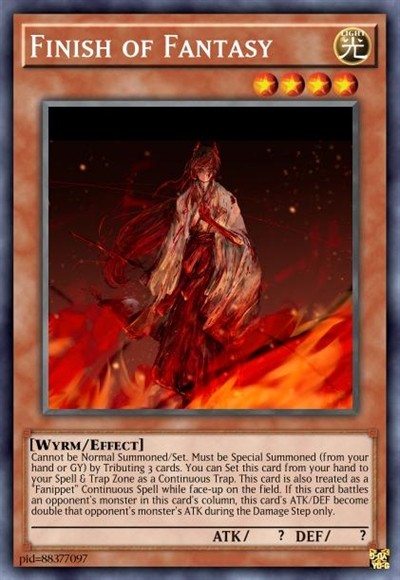 Finish of Fantasy
LIGHT
光
[Wyrm/Effect]
Cannot be Normal Summoned/Set. Must be Special Summoned (from your
hand or GY) by Tributing 3 cards. You can Set this card from your hand to
your Spell & Trap Zone as a Continuous Trap. This card is also treated as a
"Fanippet" Continuous Spell while face-up on the field. If this card battles
an opponent's monster in this card's column, this card's ATK/DEF become
double that opponent's monster's ATK during the Damage Step only.
ATK/ ? DEF/ ?
pid=88377097